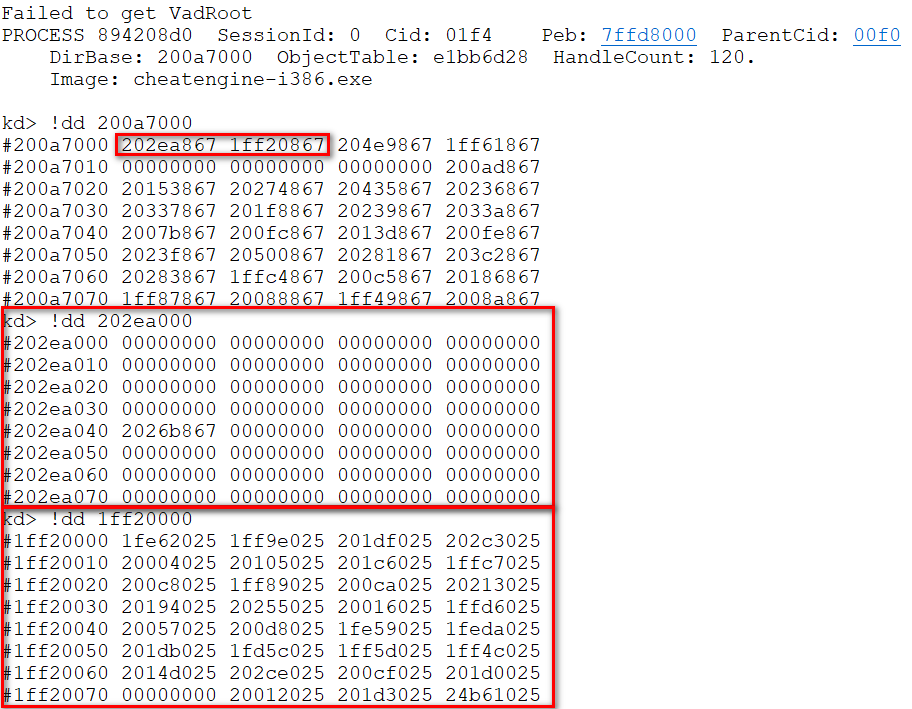 Failed to get VadRoot
PROCESS 894208d0  SessionId: 0  Cid: 01f4    Peb: 7ffd8000  ParentCid: 00f0
    DirBase: 200a7000  ObjectTable: e1bb6d28  HandleCount: 120.
    Image: cheatengine-i386.exe
kd> !dd 200a7000
#200a7000 202ea867 1ff20867 204e9867 1ff61867
#200a7010 00000000 00000000 00000000 200ad867
#200a7020 20153867 20274867 20435867 20236867
#200a7030 20337867 201f8867 20239867 2033a867
#200a7040 2007b867 200fc867 2013d867 200fe867
#200a7050 2023f867 20500867 20281867 203c2867
#200a7060 20283867 1ffc4867 200c5867 20186867
#200a7070 1ff87867 20088867 1ff49867 2008a867
kd> !dd 202ea000
#202ea000 00000000 00000000 00000000 00000000
#202ea010 00000000 00000000 00000000 00000000
#202ea020 00000000 00000000 00000000 00000000
#202ea030 00000000 00000000 00000000 00000000
#202ea040 2026b867 00000000 00000000 00000000
#202ea050 00000000 00000000 00000000 00000000
#202ea060 00000000 00000000 00000000 00000000
#202ea070 00000000 00000000 00000000 00000000
kd> !dd 1ff20000
#1ff20000 1fe62025 1ff9e025 201df025 202c3025
#1ff20010 20004025 20105025 201c6025 1ffc7025
#1ff20020 200c8025 1ff89025 200ca025 20213025
#1ff20030 20194025 20255025 20016025 1ffd6025
#1ff20040 20057025 200d8025 1fe59025 1feda025
#1ff20050 201db025 1fd5c025 1ff5d025 1ff4c025
#1ff20060 2014d025 202ce025 200cf025 201d0025
#1ff20070 00000000 20012025 201d3025 24b61025